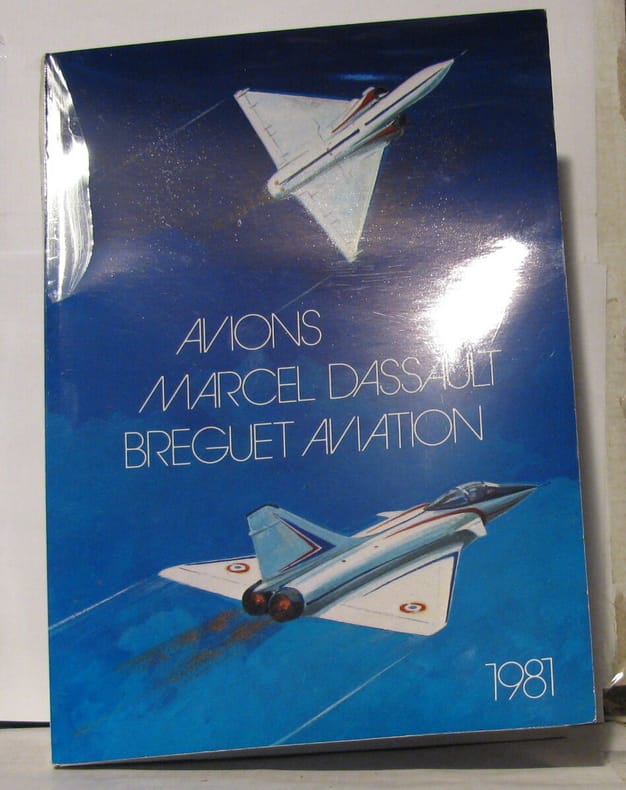 AVIONS
MARCEL DASSAULT
BREGUET AVIATION
1981